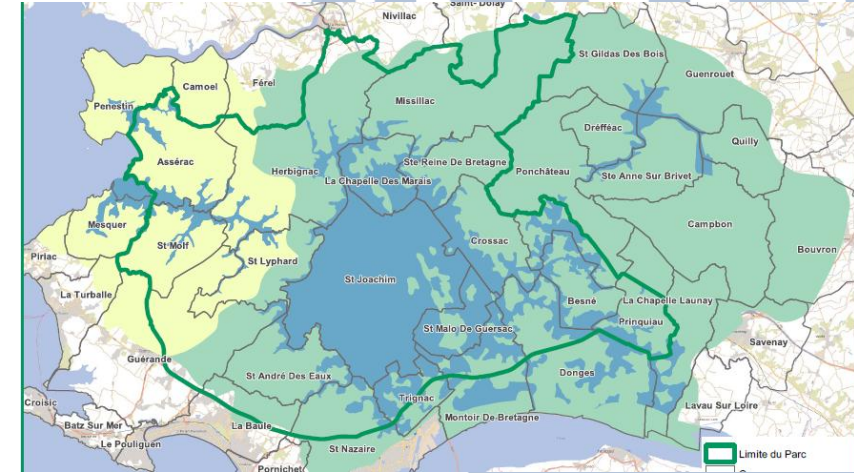 Saint- Dolay
Nivillac
St Gildas Des Bois
Guenrouet
Camoel
Férel
Penestin
Missillac
Drefféac
Quilly
Assérac
Ste Reine De Bretagne
Herbignac
Ponchâteau
La Chapelle Des Marais
Ste Anne Sur Brivet
Mesquer
Campbon
St Molf
Crossac
Bouvron
Piriac
St Lyphard
St Joachim
La Turballe
Besné
La Chapelle Launay
St Malo De Guersac
Prinquiau
Savenay
Guérande
St André Des Eaux
Donges
Trignac
Croisic
Lavau Sur Loire
Batz Sur Mer
La Baule
Montoir De Bretagne
Le Pouliguen
St Nazaire
Limite du Parc
Pornichet